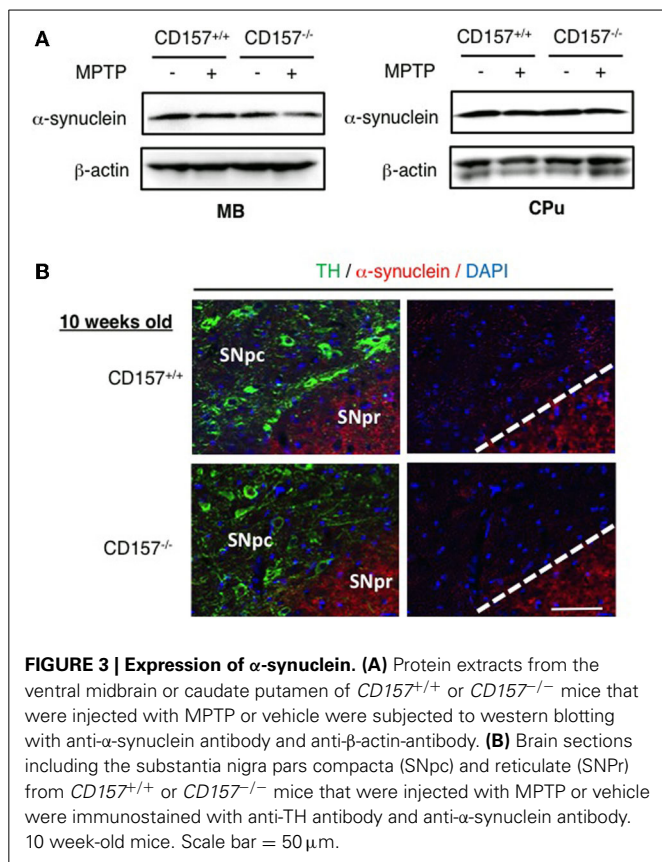 A
CD157+/+ CD157-/- CD157+/+ CD157-/-
MPTP - + - + MPTP - + - +
α-synuclein α-synuclein
β-actin β-actin
MB CPu
B
TH / α-synuclein / DAPI
10 weeks old
CD157+/+
SNpc
SNpr
CD157-/-
SNpc
SNpr
FIGURE 3 | Expression of α-synuclein. (A) Protein extracts from the
ventral midbrain or caudate putamen of CD157+/+ or CD157−/− mice that
were injected with MPTP or vehicle were subjected to western blotting
with anti-α-synuclein antibody and anti-β-actin-antibody. (B) Brain sections
including the substantia nigra pars compacta (SNpc) and reticulate (SNPr)
from CD157+/+ or CD157−/− mice that were injected with MPTP or vehicle
were immunostained with anti-TH antibody and anti-α-synuclein antibody.
10 week-old mice. Scale bar = 50 μm.